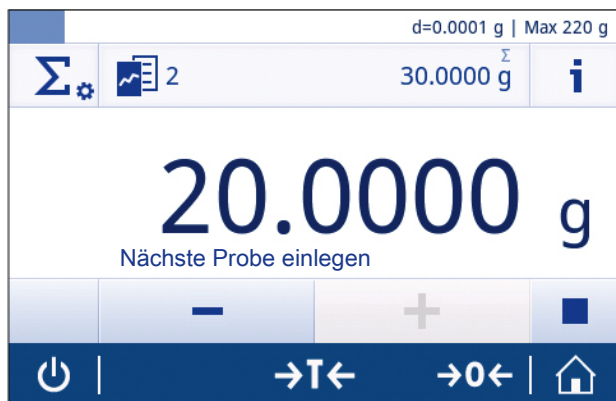 d=0.0001 g | Max 220 g
Σ 2 30.0000 g Σ i
20.0000 g
Nächste Probe einlegen
− +
→T← →0←